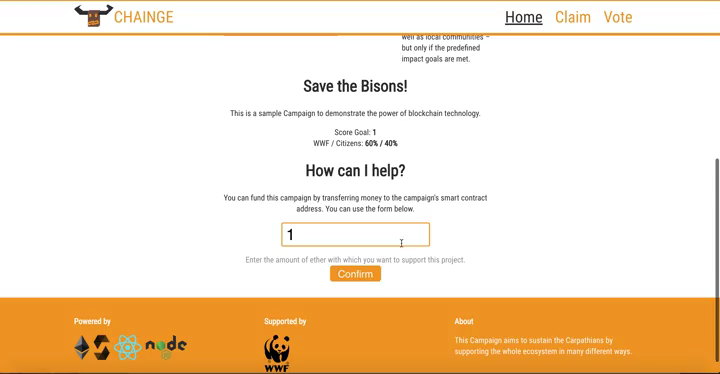 CHAINGE
Home Claim Vote
well as local communities –
but only if the predefined
impact goals are met.
Save the Bisons!
This is a sample Campaign to demonstrate the power of blockchain technology.
Score Goal: 1
WWF / Citizens: 60% / 40%
How can I help?
You can fund this campaign by transferring money to the campaign's smart contract
address. You can use the form below.
1
Enter the amount of ether with which you want to support this project.
Confirm
Powered by
node
Supported by
WWF
About
This Campaign aims to sustain the Carpathians by
supporting the whole ecosystem in many different ways.